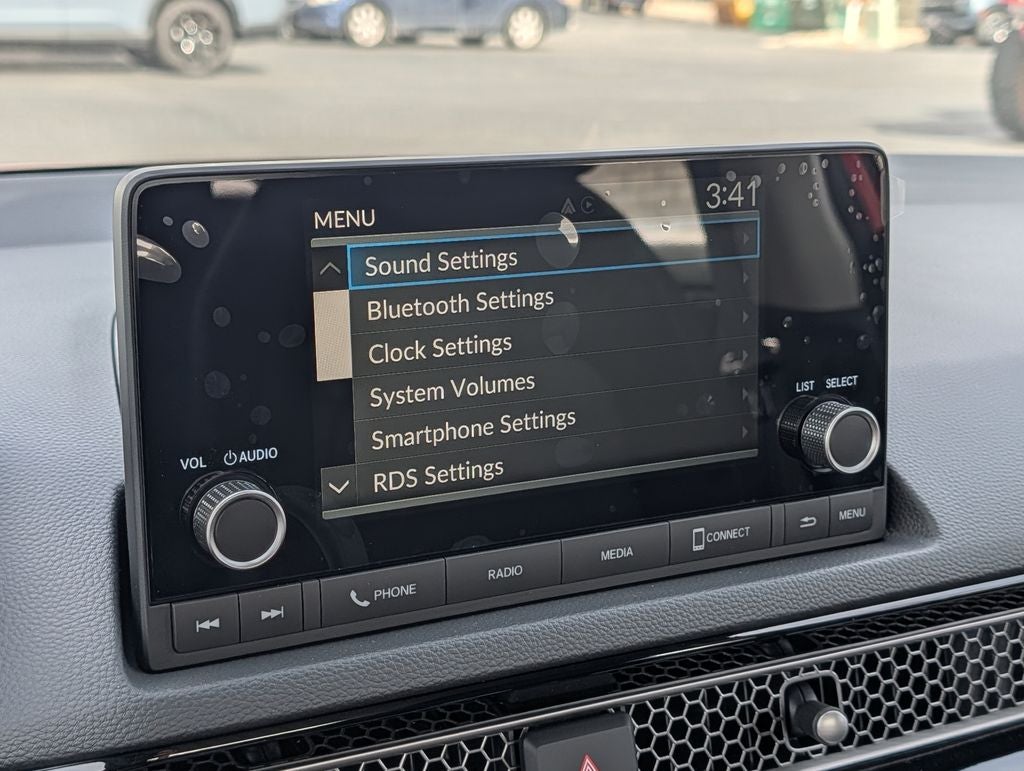 MENU
3:41
Sound Settings
Bluetooth Settings
Clock Settings
System Volumes
Smartphone Settings
RDS Settings
VOL AUDIO
LIST SELECT
PHONE
RADIO
MEDIA
CONNECT
MENU